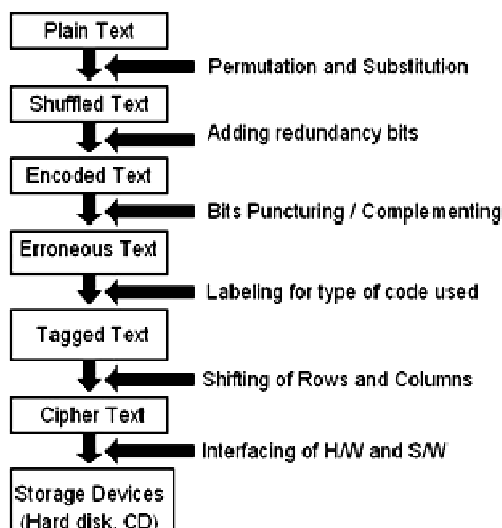 Plain Text
Permutation and Substitution
Shuffled Text
Adding redundancy bits
Encoded Text
Bits Puncturing / Complementing
Erroneous Text
Labeling for type of code used
Tagged Text
Shifting of Rows and Columns
Cipher Text
Interfacing of H/W and S/W
Storage Devices
(Hard disk, CD)